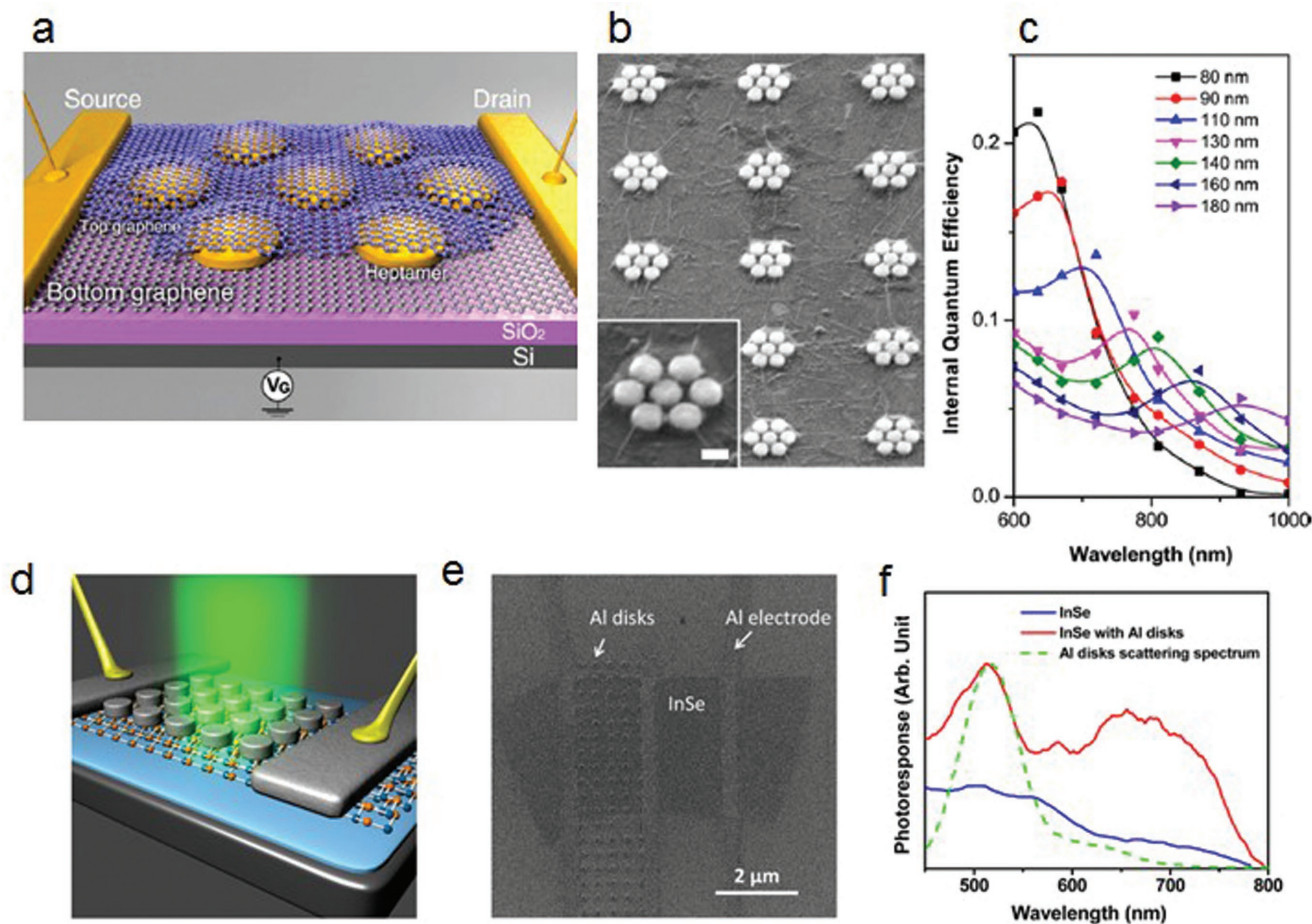 a
Source
Drain
Top graphene
Heptamer
Bottom graphene
SiO₂
Si
VG
b
c
80 nm
90 nm
110 nm
130 nm
140 nm
160 nm
180 nm
Internal Quantum Efficiency
0.2
0.1
0.0
600
800
1000
Wavelength (nm)
d
e
Al disks
Al electrode
InSe
2 μm
f
InSe
InSe with Al disks
Al disks scattering spectrum
Photoresponse (Arb. Unit
500
600
700
800
Wavelength (nm)